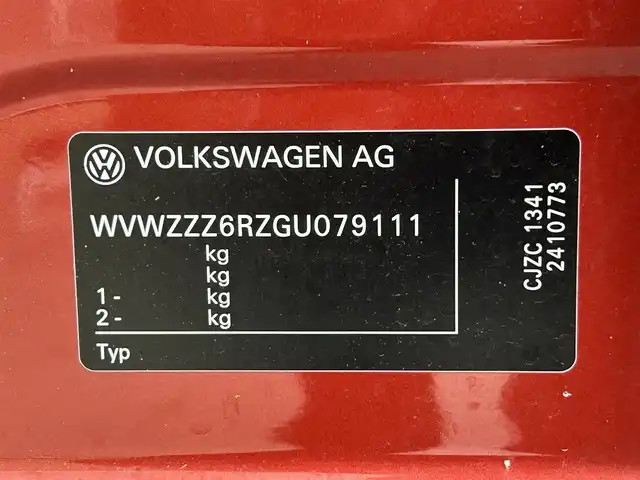 VOLKSWAGEN AG
WVWZZZ6RZGU079111
kg
kg
1 - kg
2 - kg
Typ
CJZC 1341
2410773